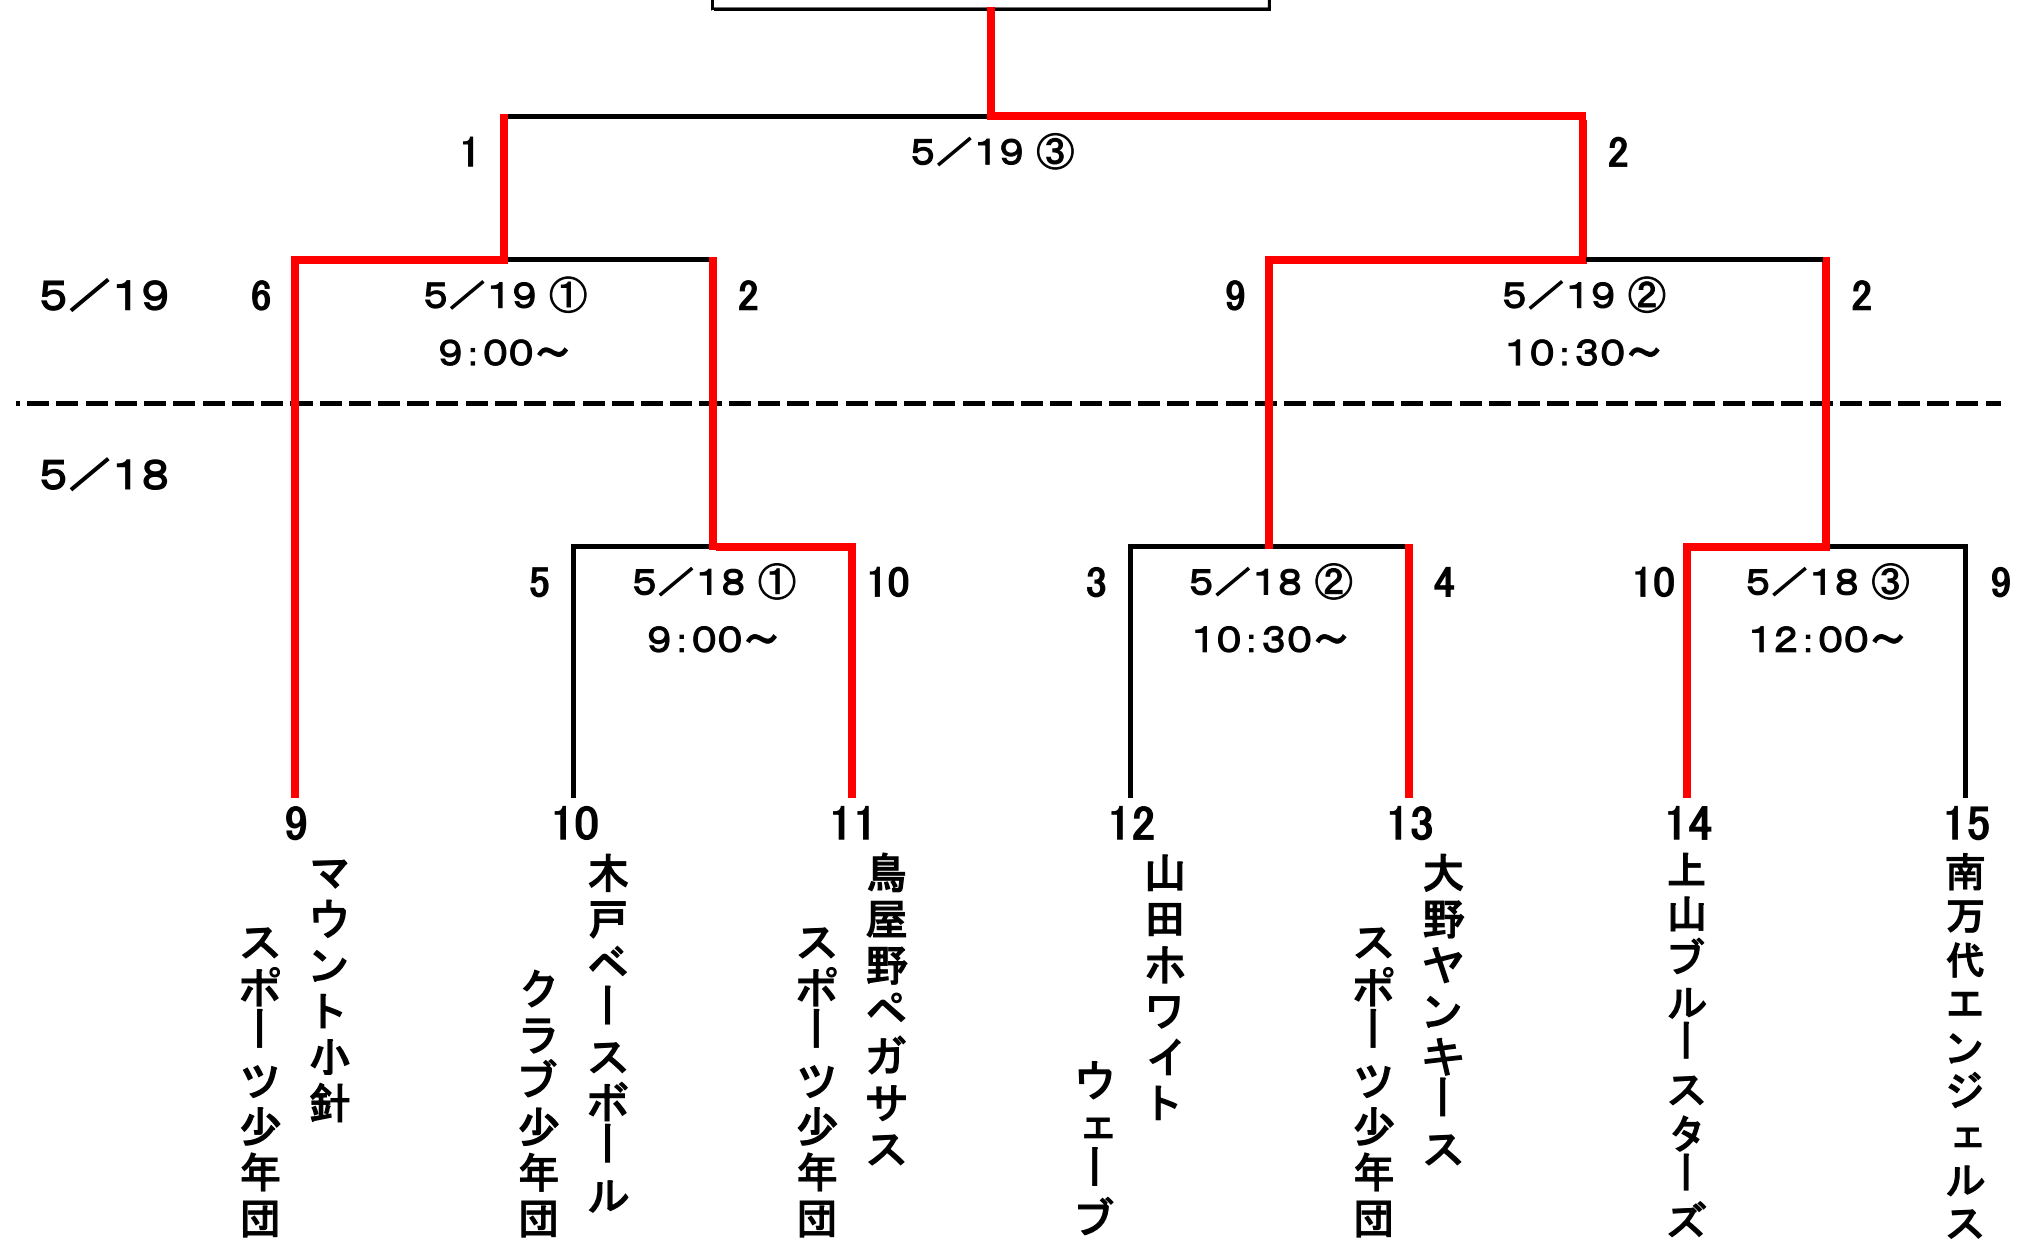 1
5／19 ③
2
5／19
6
5／19 ①
2
9
5／19 ②
2
9：00～
10：30～
5／18
5
5／18 ①
10
3
5／18 ②
4
10
5／18 ③
9
9：00～
10：30～
12：00～
9
10
11
12
13
14
15
マウント小針
スポーツ少年団
木戸ベースボール
クラブ少年団
鳥屋野ペガサス
スポーツ少年団
山田ホワイト
ウェーブ
大野ヤンキース
スポーツ少年団
上山ブルースターズ
南万代エンジェルス